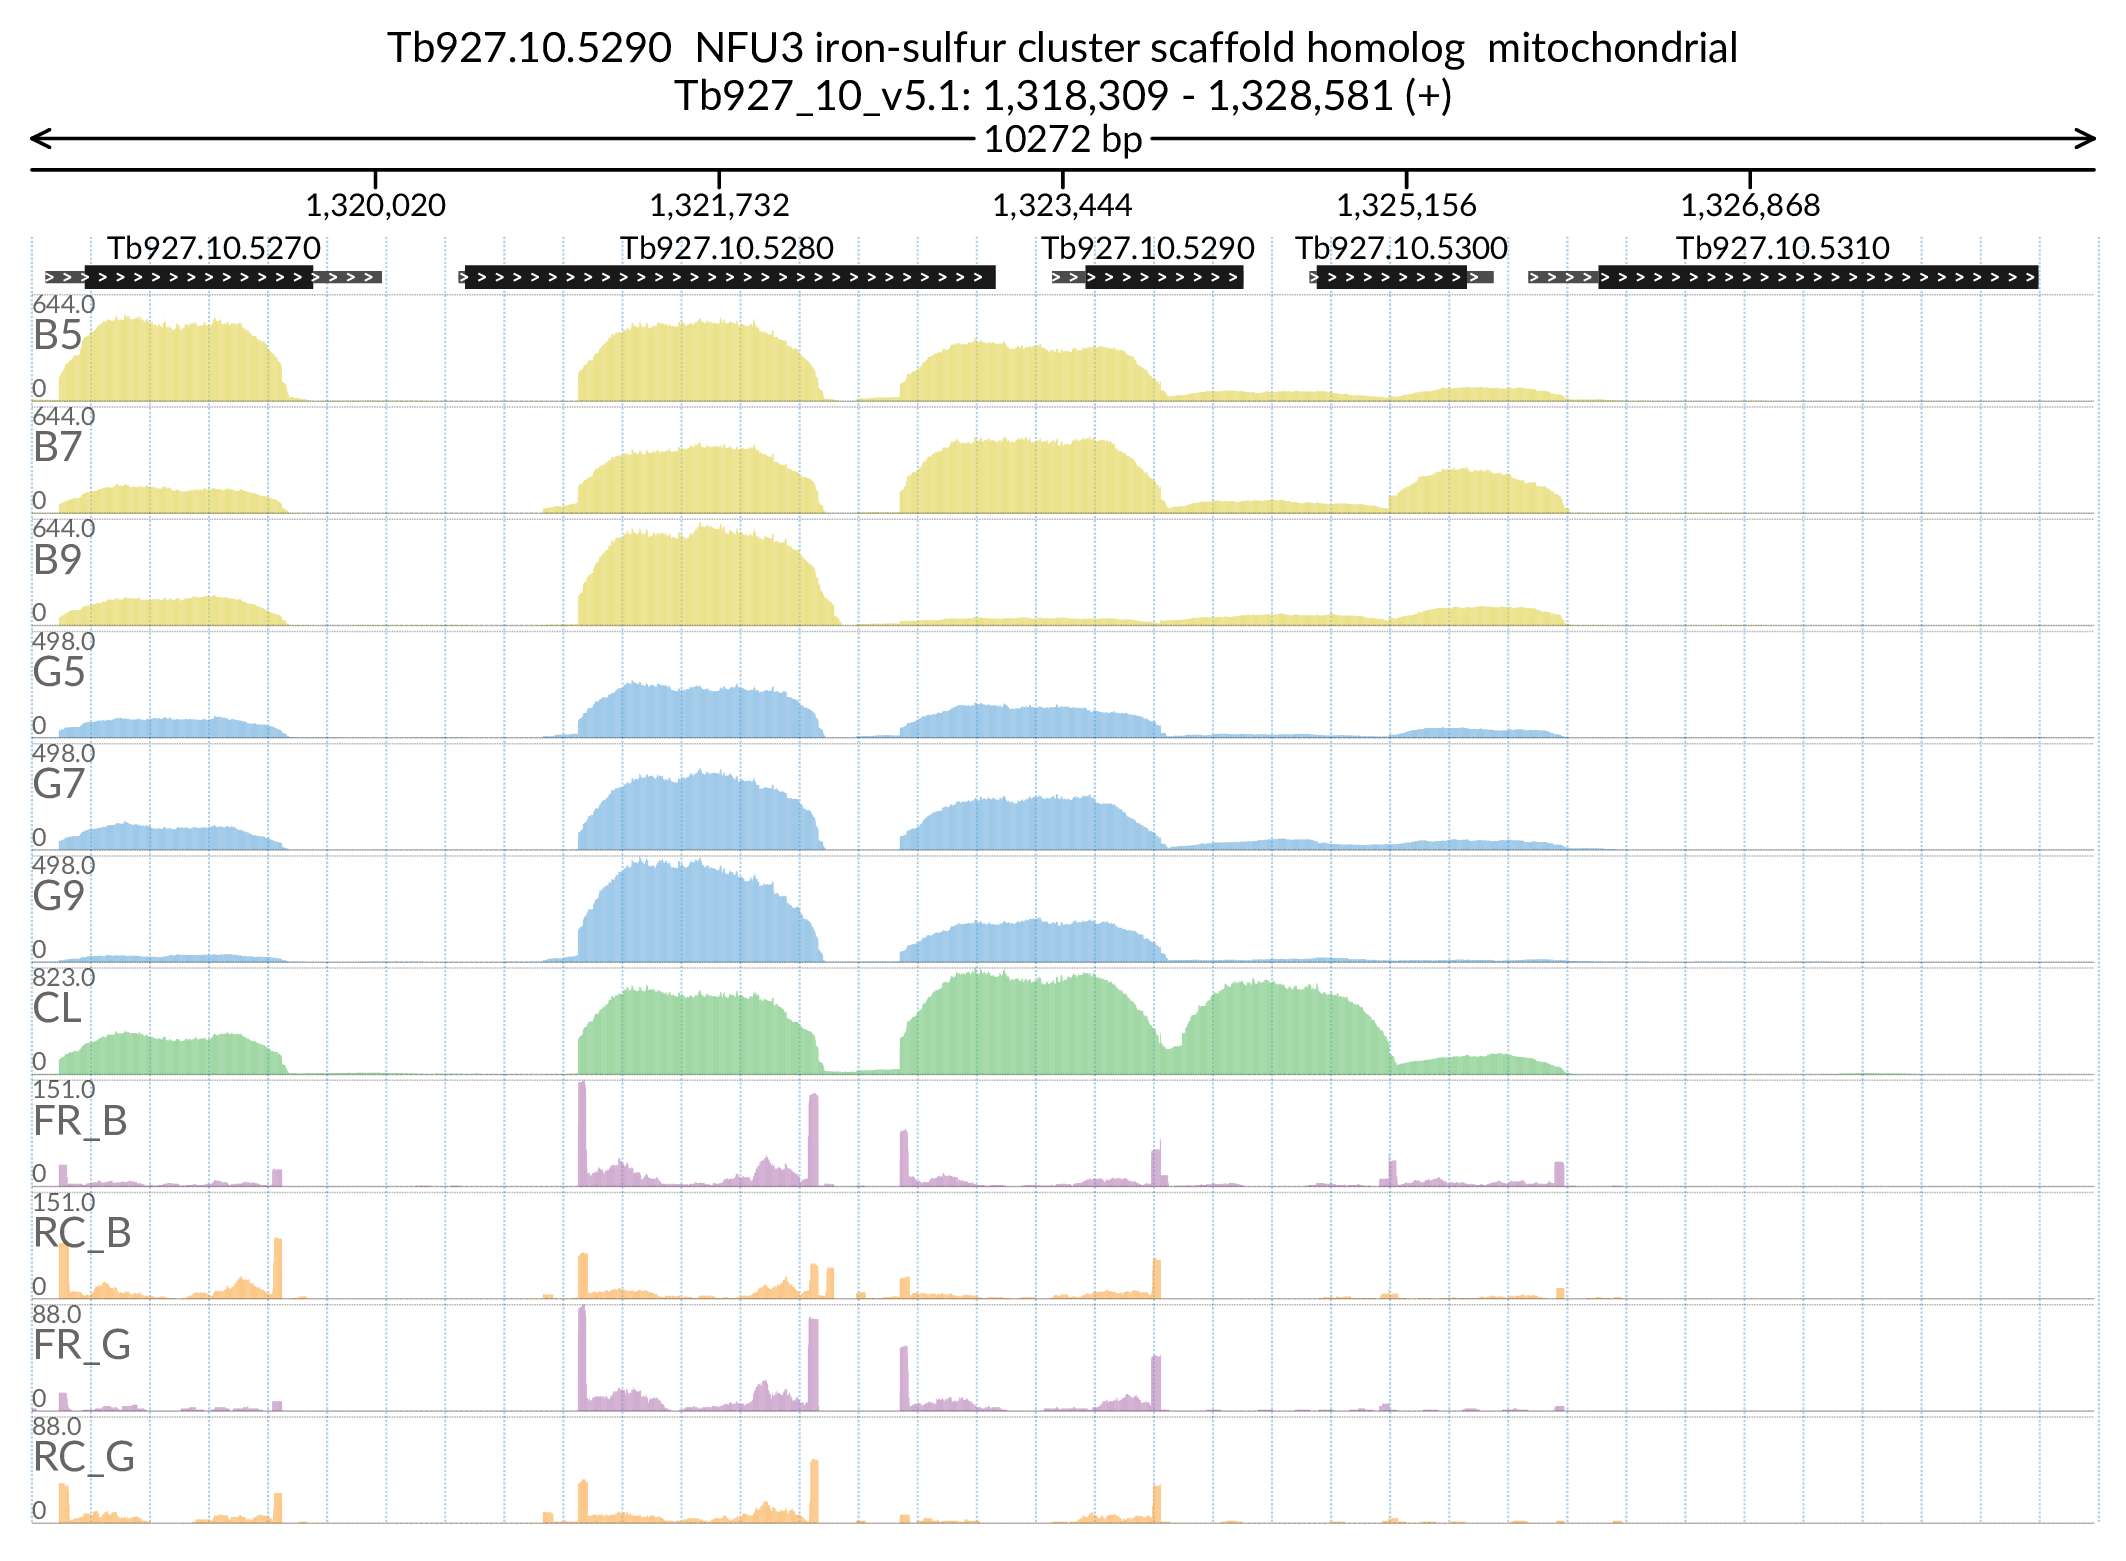 Tb927.10.5290  NFU3 iron-sulfur cluster scaffold homolog  mitochondrial
Tb927_10_v5.1: 1,318,309 - 1,328,581 (+)
10272 bp
1,320,020 1,321,732 1,323,444 1,325,156 1,326,868
Tb927.10.5270 Tb927.10.5280 Tb927.10.5290 Tb927.10.5300 Tb927.10.5310
644.0
B5
0
644.0
B7
0
644.0
B9
0
498.0
G5
0
498.0
G7
0
498.0
G9
0
823.0
CL
0
151.0
FR_B
0
151.0
RC_B
0
88.0
FR_G
0
88.0
RC_G
0